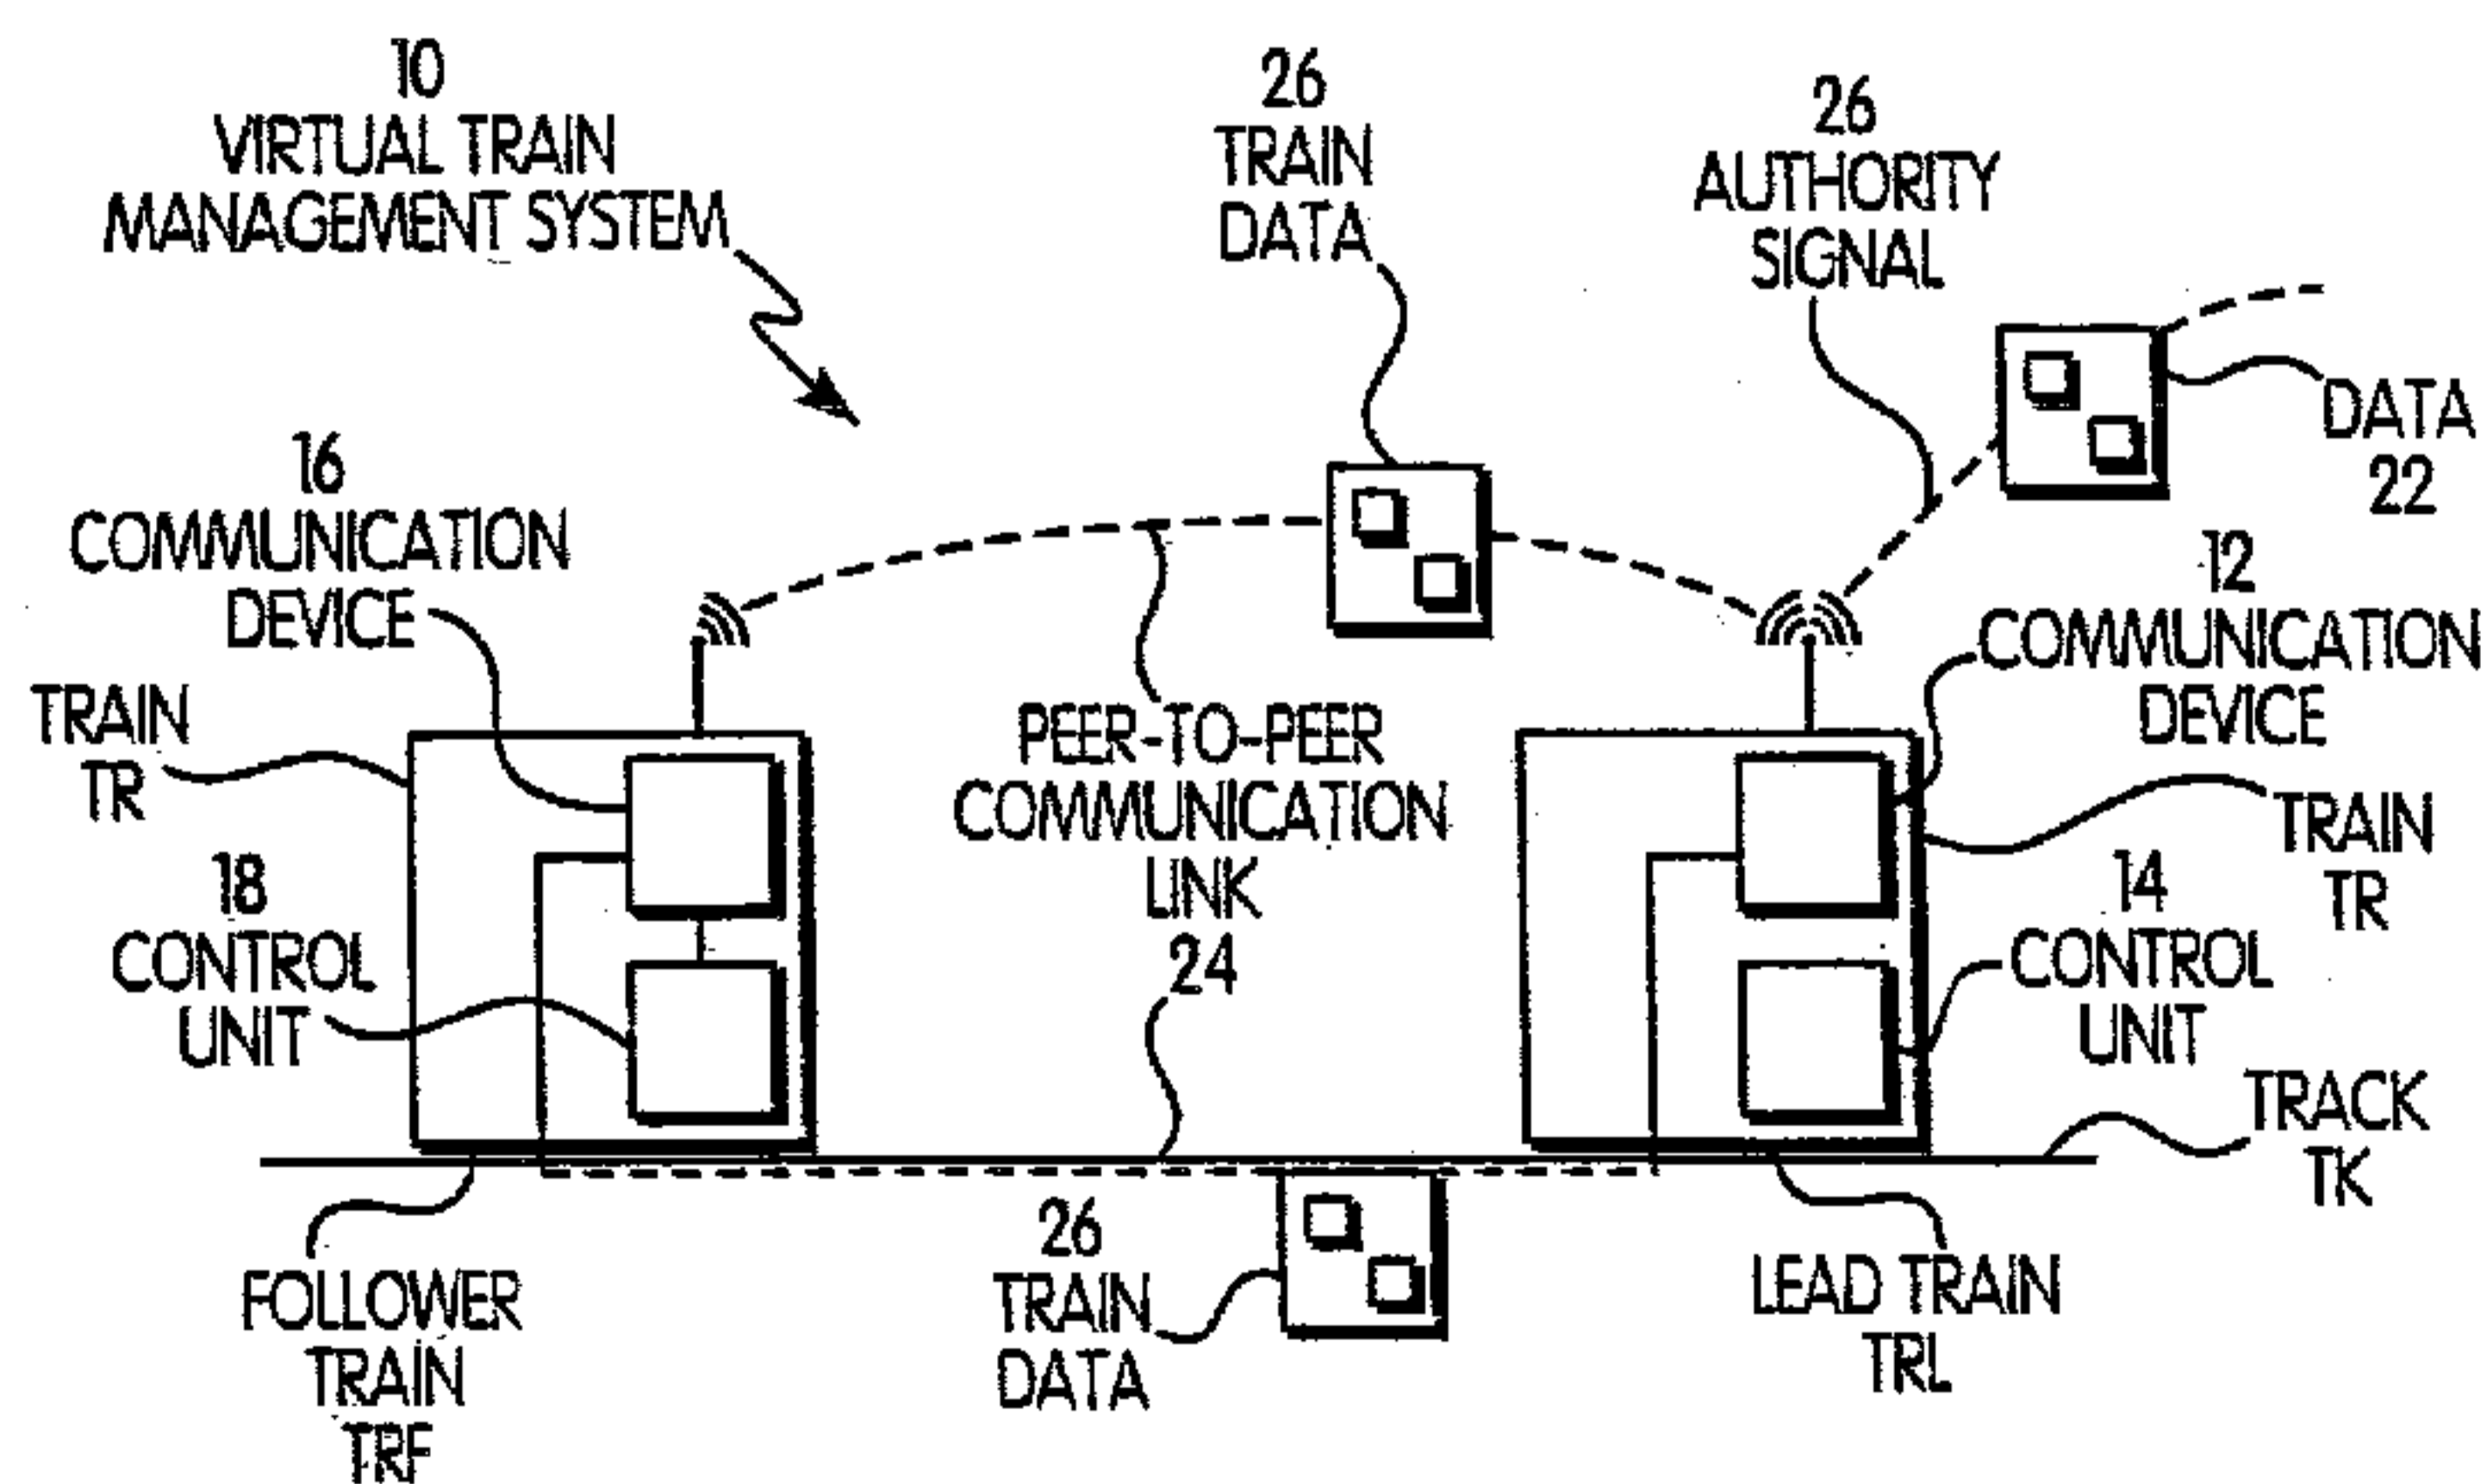 10
VIRTUAL TRAIN
MANAGEMENT SYSTEM
26
TRAIN
DATA
26
AUTHORITY
SIGNAL
DATA
22
16
COMMUNICATION
DEVICE
12
COMMUNICATION
DEVICE
TRAIN
TR
PEER-TO-PEER
COMMUNICATION
LINK
24
TRAIN
TR
18
CONTROL
UNIT
14
CONTROL
UNIT
TRACK
TK
FOLLOWER
TRAIN
TRF
26
TRAIN
DATA
LEAD TRAIN
TRL